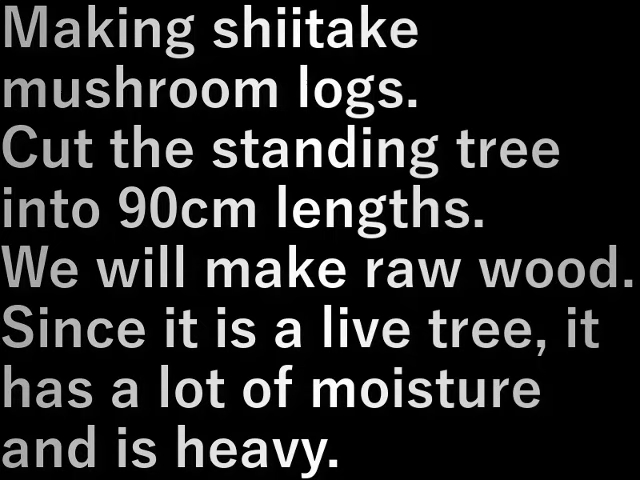 Making shiitake
mushroom logs.
Cut the standing tree
into 90cm lengths.
We will make raw wood.
Since it is a live tree, it
has a lot of moisture
and is heavy.